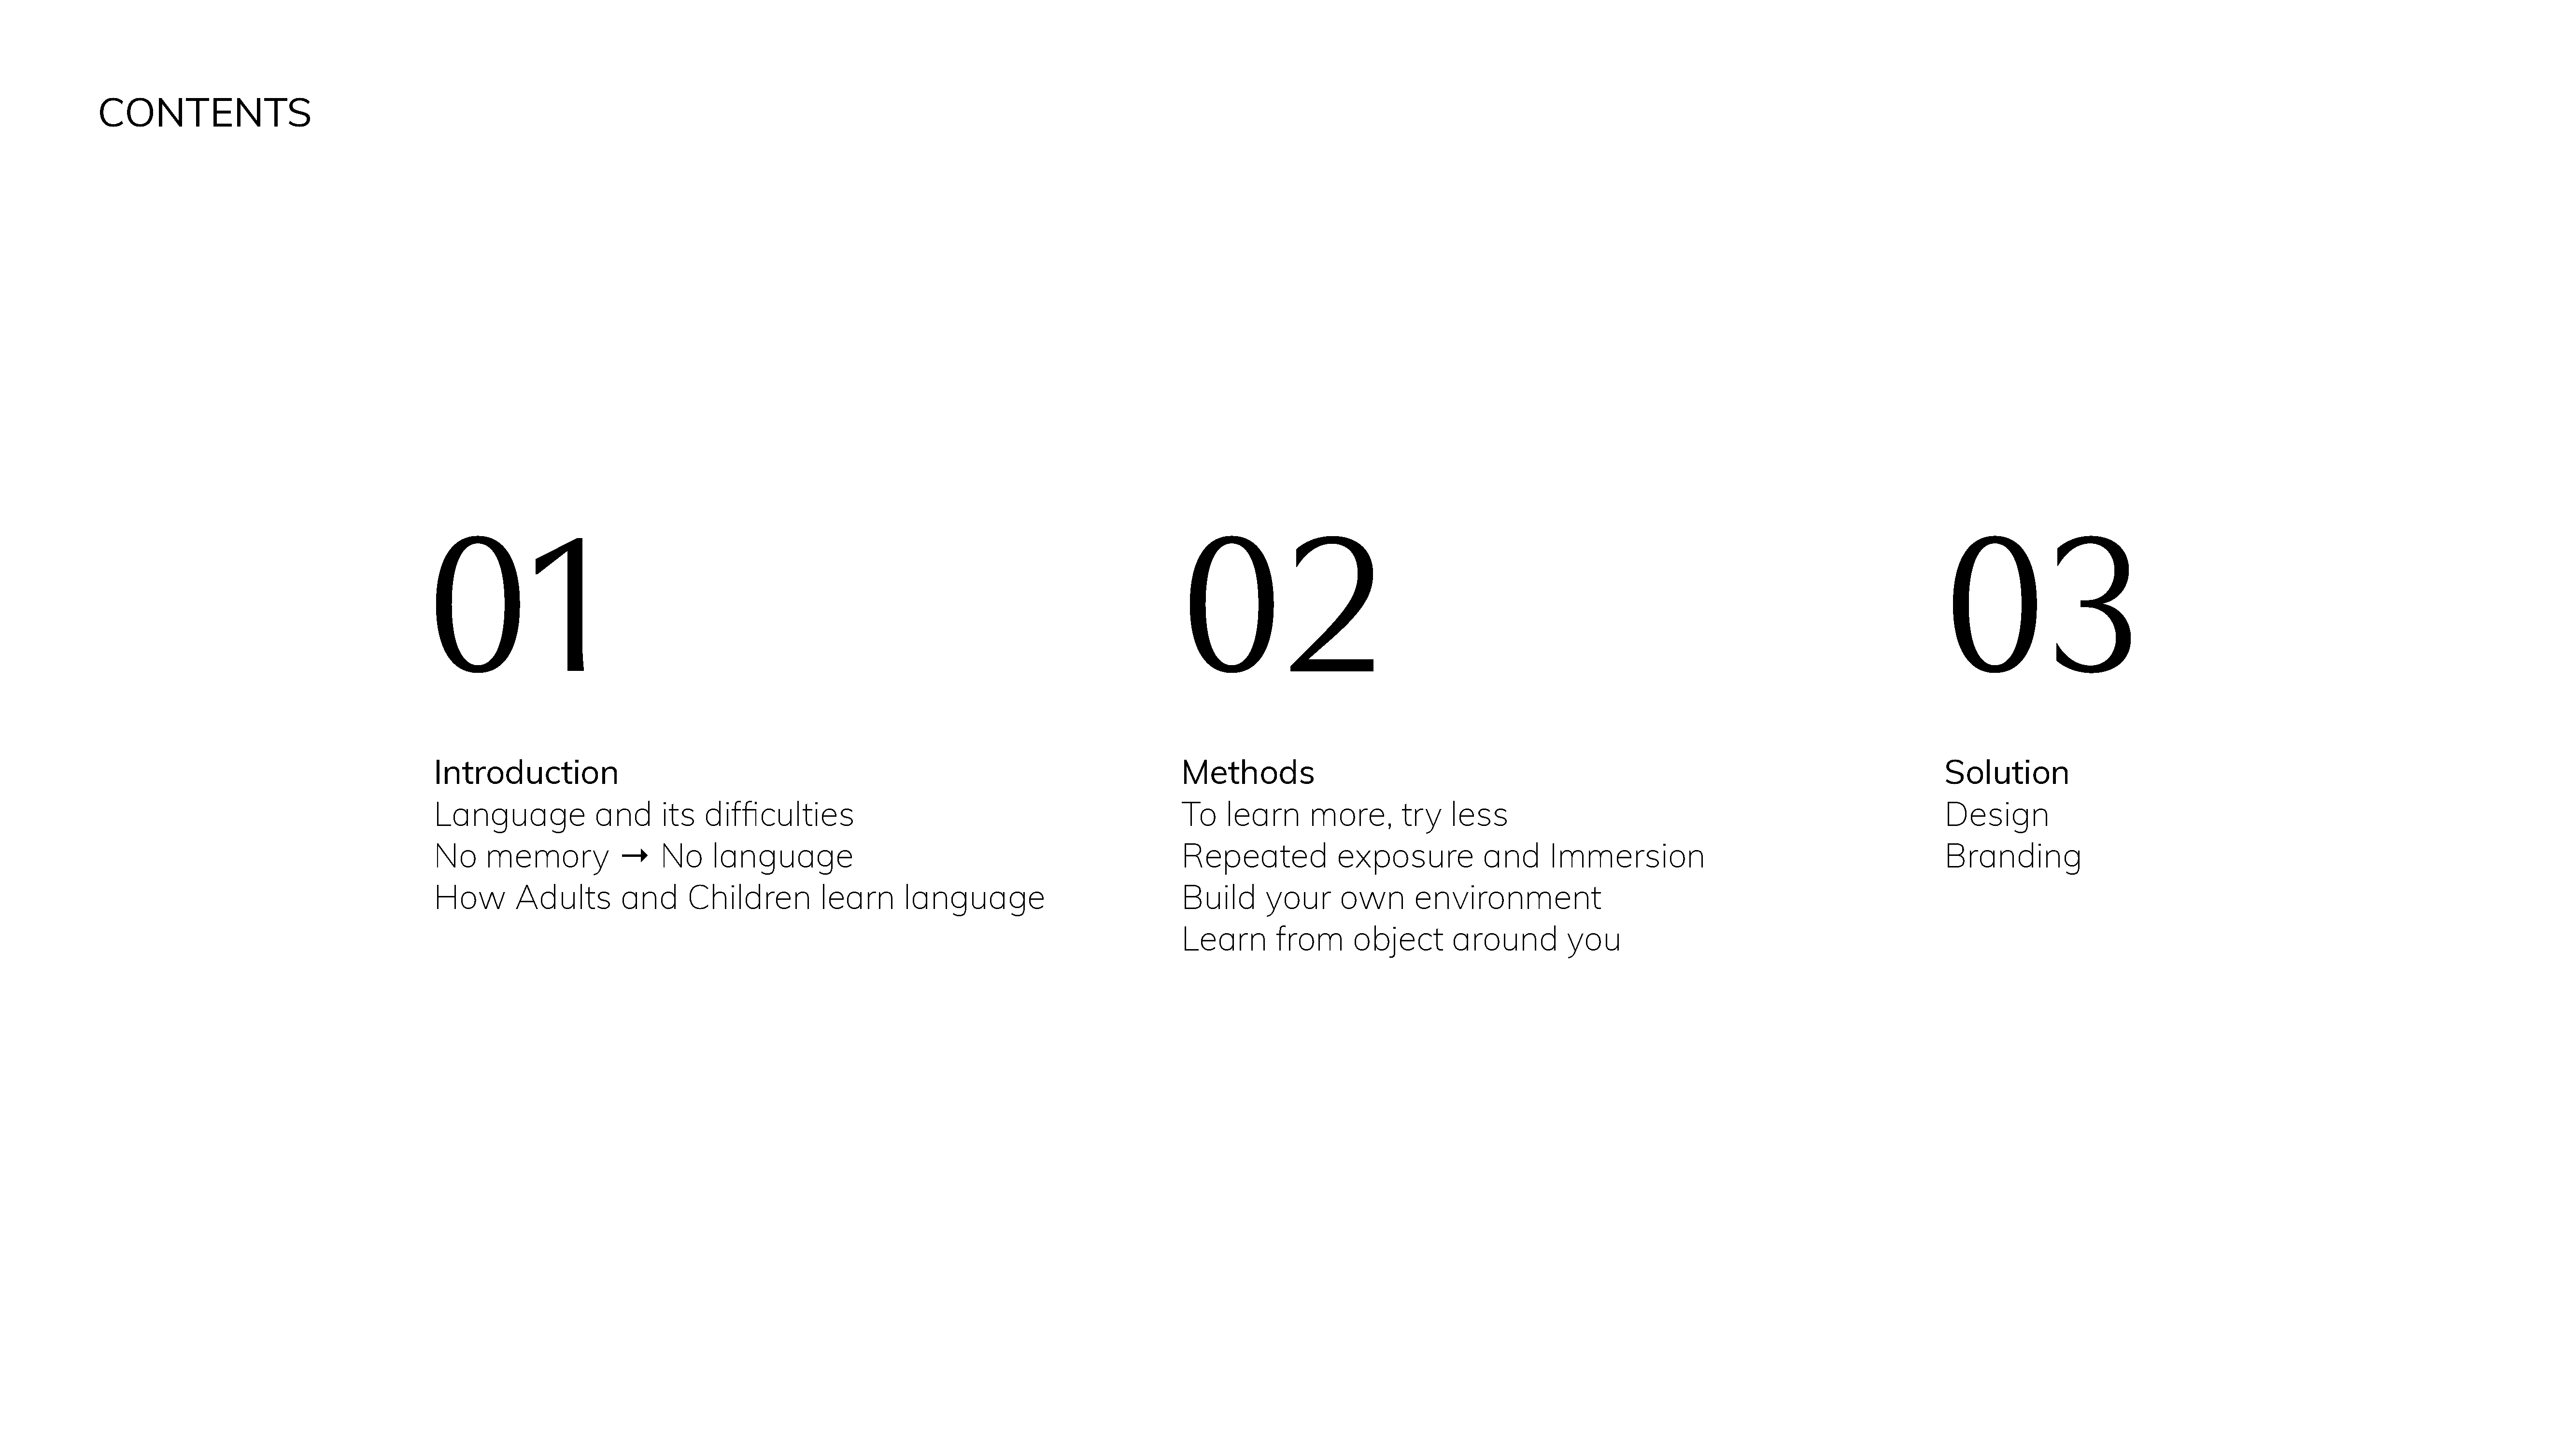 CONTENTS
01
Introduction
Language and its difficulties
No memory → No language
How Adults and Children learn language
02
Methods
To learn more, try less
Repeated exposure and Immersion
Build your own environment
Learn from object around you
03
Solution
Design
Branding